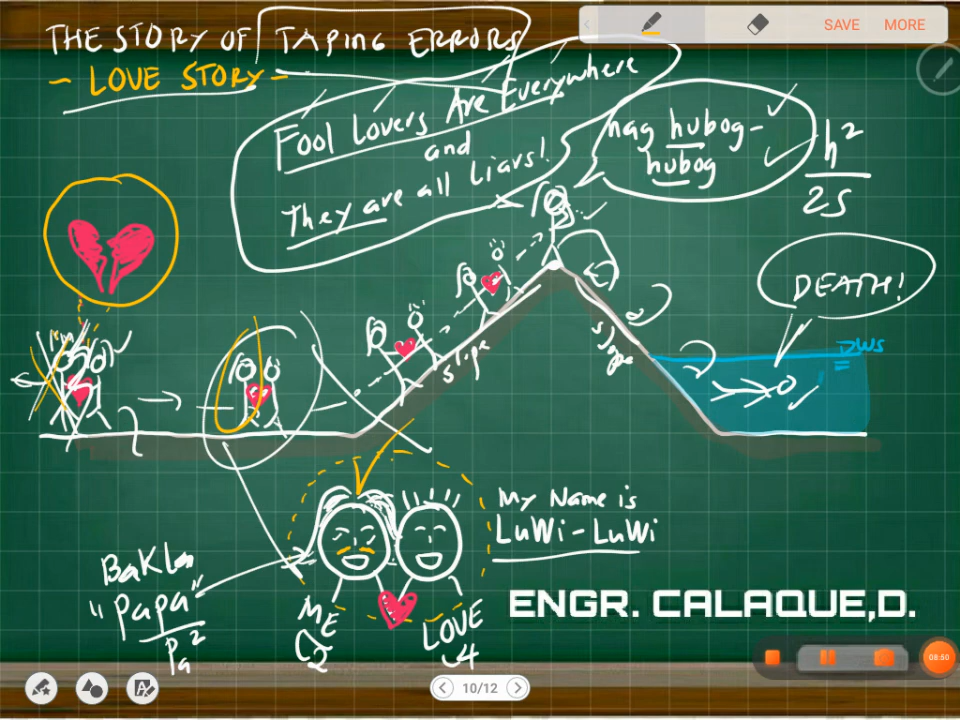 THE STORY OF TAPING ERRORS
- LOVE STORY -
SAVE
MORE
Fool Lovers Are Everywhere
and
They are all Liars!
nag hubog-
hubog
h²
2S
DEATH!
DWS
slope
slope
My Name is
LuWi-LuWi
BaKla
"Papa"
Pa²
ME
2
LOVE
4
ENGR. CALAQUE,D.
08:50
10/12